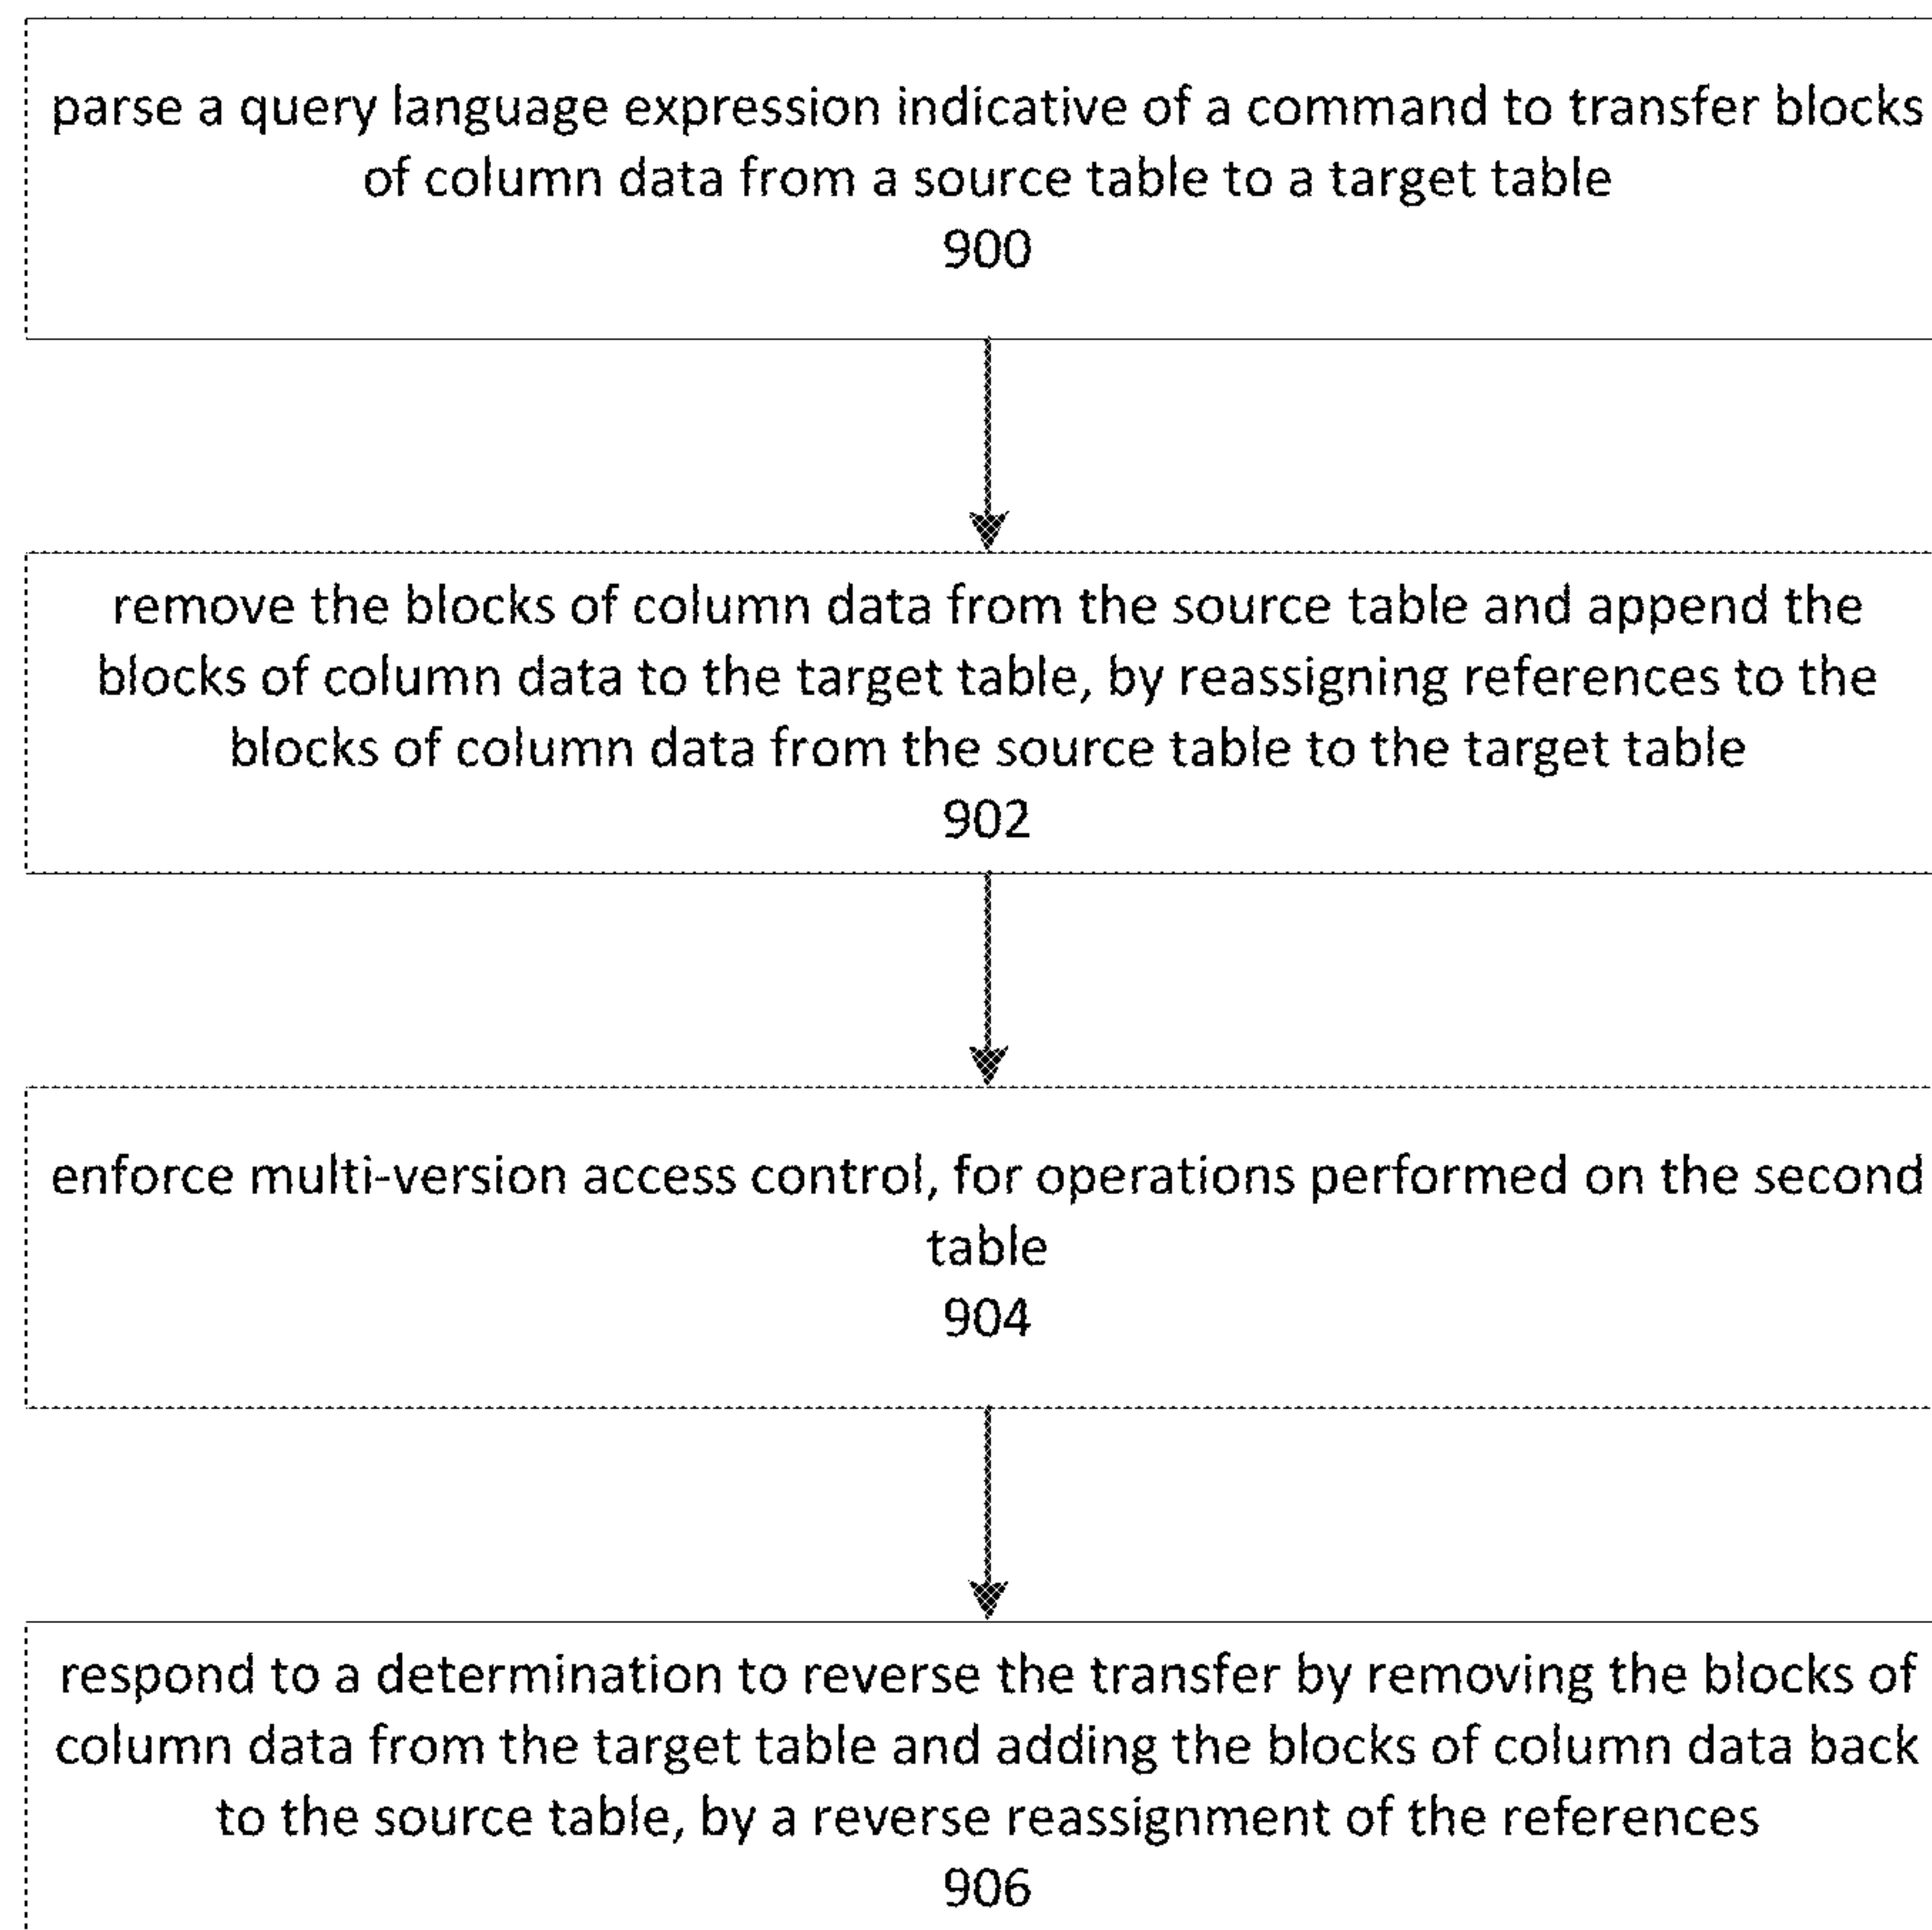 parse a query language expression indicative of a command to transfer blocks
of column data from a source table to a target table
900
remove the blocks of column data from the source table and append the
blocks of column data to the target table, by reassigning references to the
blocks of column data from the source table to the target table
902
enforce multi-version access control, for operations performed on the second
table
904
respond to a determination to reverse the transfer by removing the blocks of
column data from the target table and adding the blocks of column data back
to the source table, by a reverse reassignment of the references
906